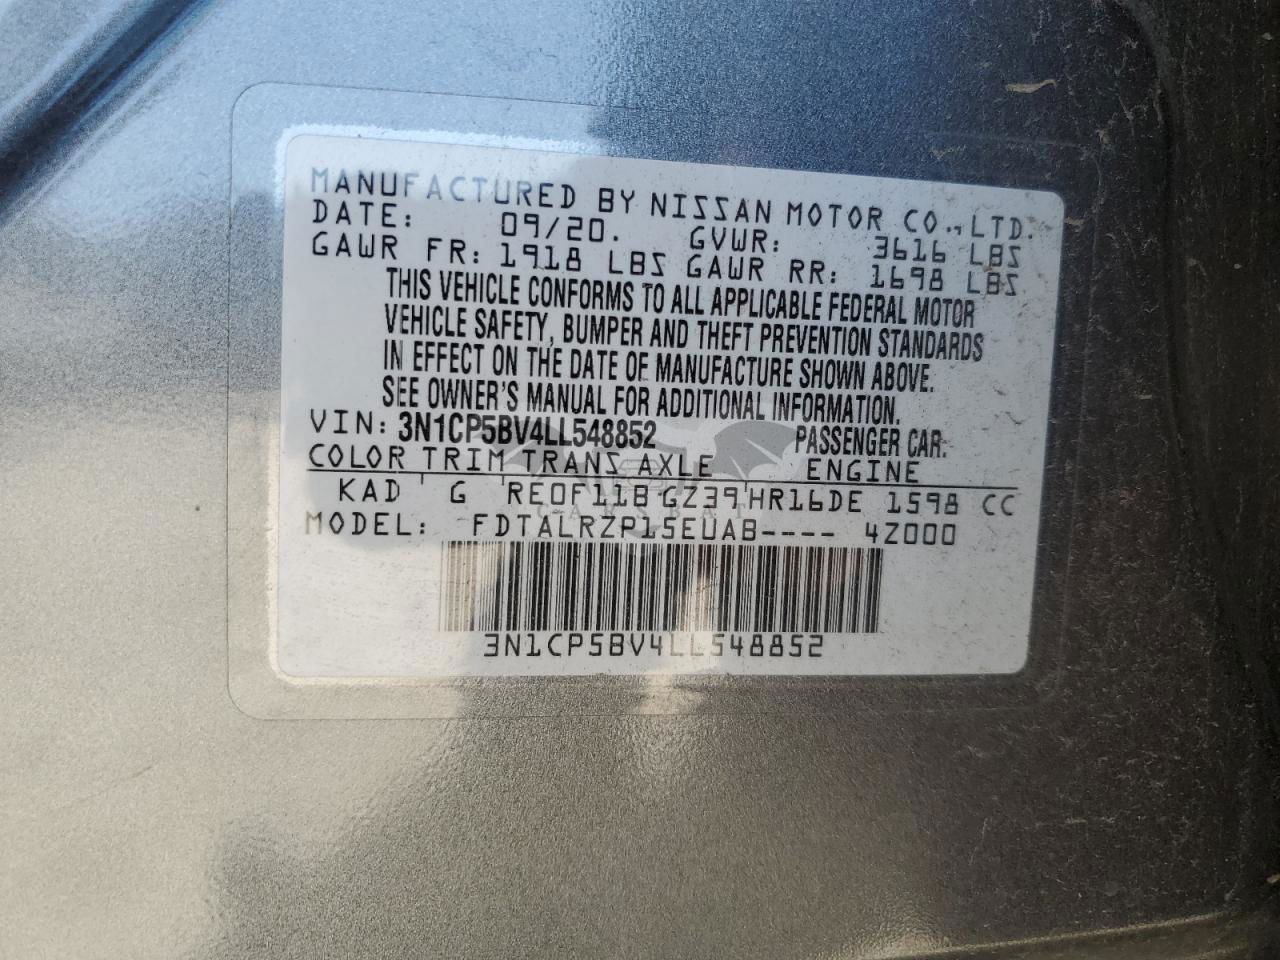 MANUFACTURED BY NISSAN MOTOR CO.,LTD.
DATE: 09/20. GVWR: 3616 LBS
GAWR FR: 1918 LBS GAWR RR: 1698 LBS
THIS VEHICLE CONFORMS TO ALL APPLICABLE FEDERAL MOTOR
VEHICLE SAFETY, BUMPER AND THEFT PREVENTION STANDARDS
IN EFFECT ON THE DATE OF MANUFACTURE SHOWN ABOVE.
SEE OWNER'S MANUAL FOR ADDITIONAL INFORMATION.
VIN: 3N1CP5BV4LL548852 PASSENGER CAR.
COLOR TRIM TRANS AXLE ENGINE
KAD ' G 'RE0F11B'GZ39'HR16DE 1598 CC
MODEL: FDTALRZP15EUAB---- 4Z000
3N1CP5BV4LL548852
CARSBAT